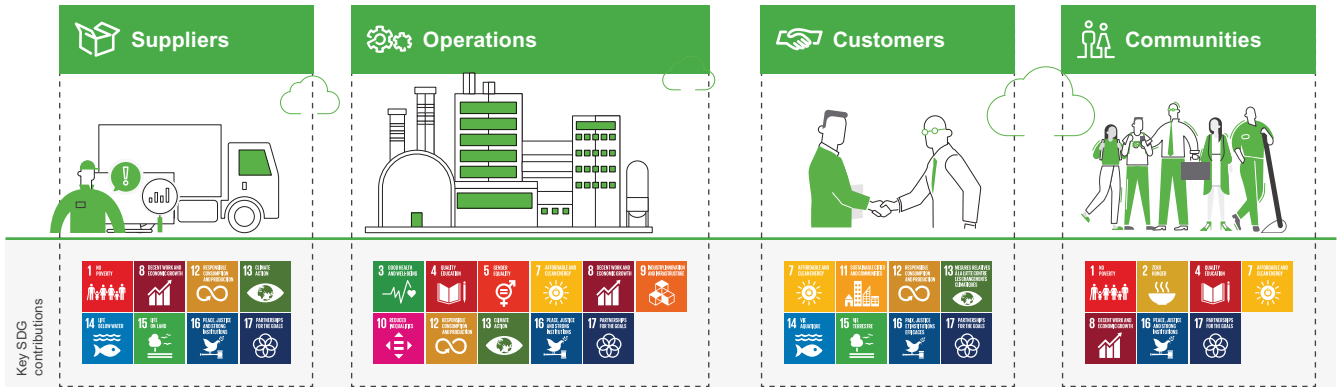 Suppliers
Operations
Customers
Communities
Key SDG
contributions
1 NO
POVERTY
8 DECENT WORK AND
ECONOMIC GROWTH
12 RESPONSIBLE
CONSUMPTION
AND PRODUCTION
13 CLIMATE
ACTION
14 LIFE
BELOW WATER
15 LIFE
ON LAND
16 PEACE, JUSTICE
AND STRONG
INSTITUTIONS
17 PARTNERSHIPS
FOR THE GOALS
3 GOOD HEALTH
AND WELL-BEING
4 QUALITY
EDUCATION
5 GENDER
EQUALITY
7 AFFORDABLE AND
CLEAN ENERGY
8 DECENT WORK AND
ECONOMIC GROWTH
9 INDUSTRY, INNOVATION
AND INFRASTRUCTURE
10 REDUCED
INEQUALITIES
12 RESPONSIBLE
CONSUMPTION
AND PRODUCTION
13 CLIMATE
ACTION
16 PEACE, JUSTICE
AND STRONG
INSTITUTIONS
17 PARTNERSHIPS
FOR THE GOALS
7 AFFORDABLE AND
CLEAN ENERGY
11 SUSTAINABLE CITIES
AND COMMUNITIES
12 RESPONSIBLE
CONSUMPTION
AND PRODUCTION
13 MESURES RELATIVES
À LA LUTTE CONTRE
LES CHANGEMENTS
CLIMATIQUES
14 VIE
AQUATIQUE
15 VIE
TERRESTRE
16 PAIX, JUSTICE
ET INSTITUTIONS
EFFICACES
17 PARTNERSHIPS
FOR THE GOALS
1 NO
POVERTY
2 ZERO
HUNGER
4 QUALITY
EDUCATION
7 AFFORDABLE AND
CLEAN ENERGY
8 DECENT WORK AND
ECONOMIC GROWTH
16 PEACE, JUSTICE
AND STRONG
INSTITUTIONS
17 PARTNERSHIPS
FOR THE GOALS